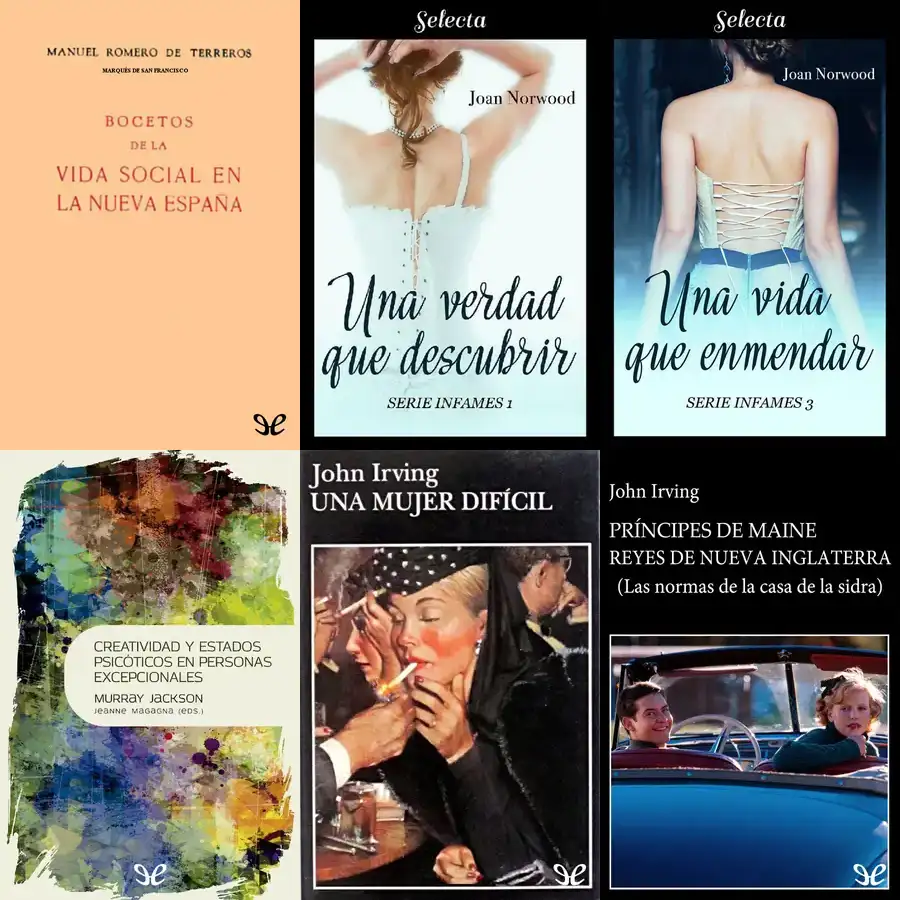 MANUEL ROMERO DE TERREROS
MARQUÉS DE SAN FRANCISCO
BOCETOS
DE LA
VIDA SOCIAL EN
LA NUEVA ESPAÑA
Selecta
Joan Norwood
Una verdad
que descubrir
SERIE INFAMES 1
Selecta
Joan Norwood
Una vida
que enmendar
SERIE INFAMES 3
CREATIVIDAD Y ESTADOS
PSICÓTICOS EN PERSONAS
EXCEPCIONALES
MURRAY JACKSON
JEANNE MAGAGNA (EDS.)
John Irving
UNA MUJER DIFÍCIL
John Irving
PRÍNCIPES DE MAINE
REYES DE NUEVA INGLATERRA
(Las normas de la casa de la sidra)